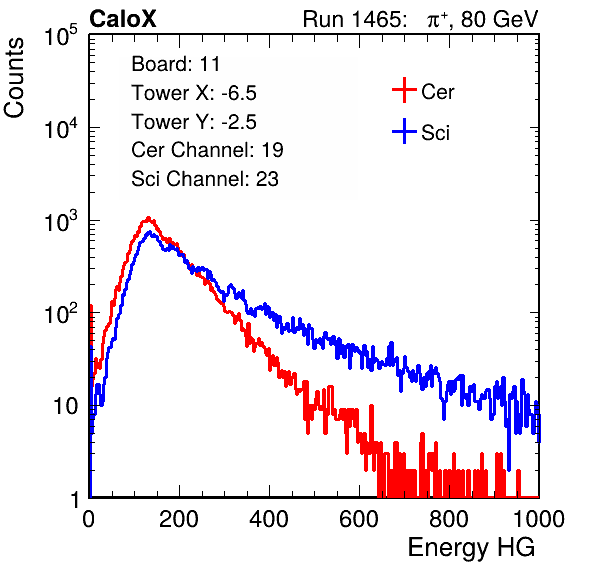 CaloX Run 1465: π⁺, 80 GeV
Counts
Board: 11
Tower X: -6.5
Tower Y: -2.5
Cer Channel: 19
Sci Channel: 23
Cer
Sci
10⁵
10⁴
10³
10²
10
1
0 200 400 600 800 1000
Energy HG